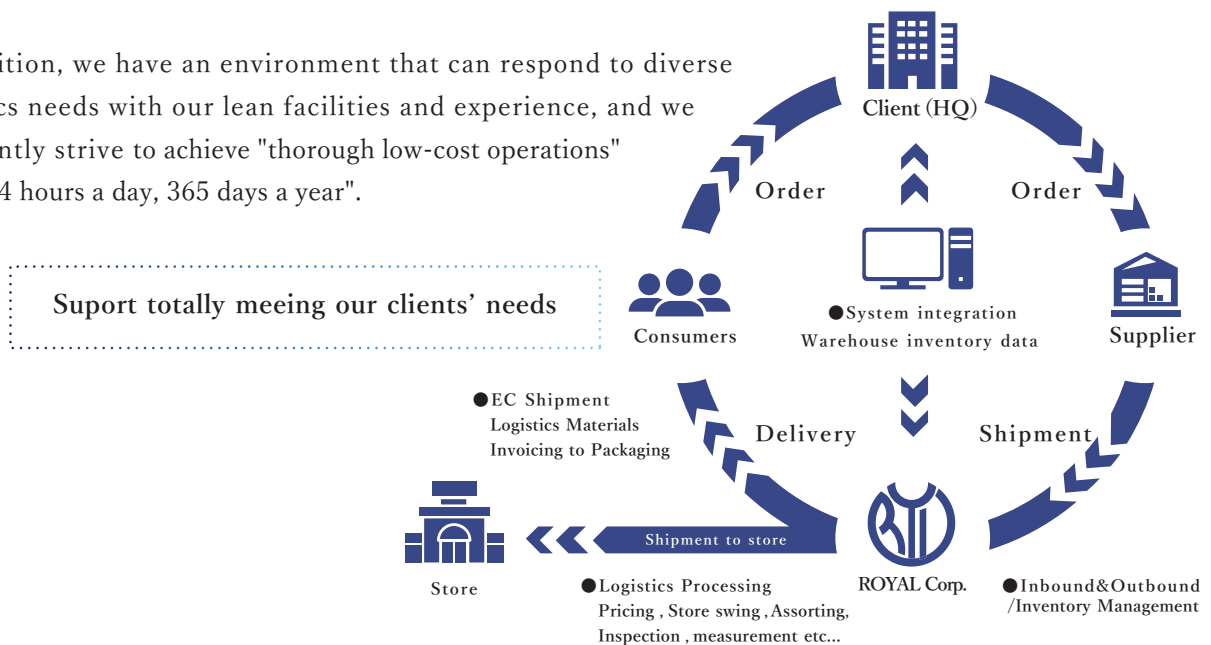 ition, we have an environment that can respond to diverse
cs needs with our lean facilities and experience, and we
ntly strive to achieve "thorough low-cost operations"
4 hours a day, 365 days a year".
Suport totally meeing our clients’ needs
Client (HQ)
Order
Order
Consumers
●System integration
Warehouse inventory data
Supplier
●EC Shipment
Logistics Materials
Invoicing to Packaging
Delivery
Shipment
Shipment to store
Store
●Logistics Processing
Pricing , Store swing , Assorting,
Inspection , measurement etc...
ROYAL Corp.
●Inbound&Outbound
/Inventory Management